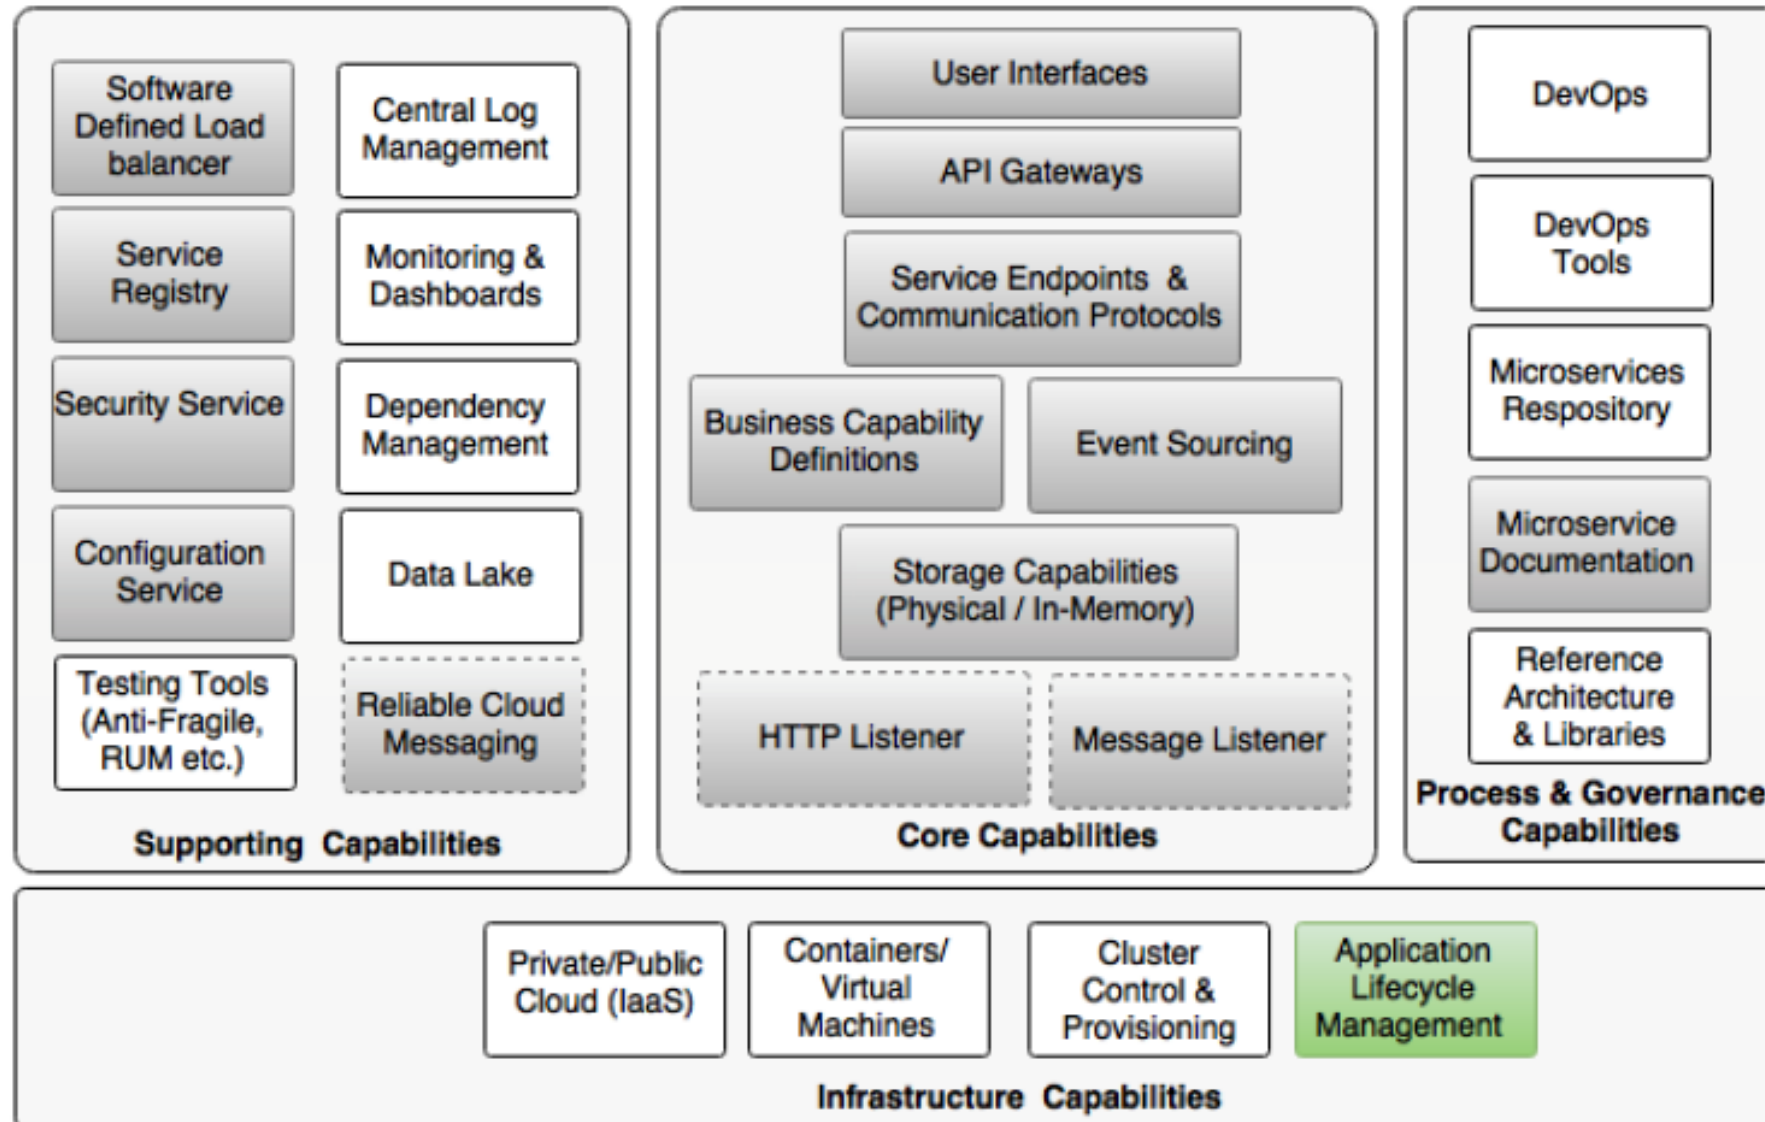 Software
Defined Load
balancer
Central Log
Management
Service
Registry
Monitoring &
Dashboards
Security Service
Dependency
Management
Configuration
Service
Data Lake
Testing Tools
(Anti-Fragile,
RUM etc.)
Reliable Cloud
Messaging
Supporting Capabilities
User Interfaces
API Gateways
Service Endpoints &
Communication Protocols
Business Capability
Definitions
Event Sourcing
Storage Capabilities
(Physical / In-Memory)
HTTP Listener
Message Listener
Core Capabilities
DevOps
DevOps
Tools
Microservices
Respository
Microservice
Documentation
Reference
Architecture
& Libraries
Process & Governance
Capabilities
Private/Public
Cloud (IaaS)
Containers/
Virtual
Machines
Cluster
Control &
Provisioning
Application
Lifecycle
Management
Infrastructure Capabilities